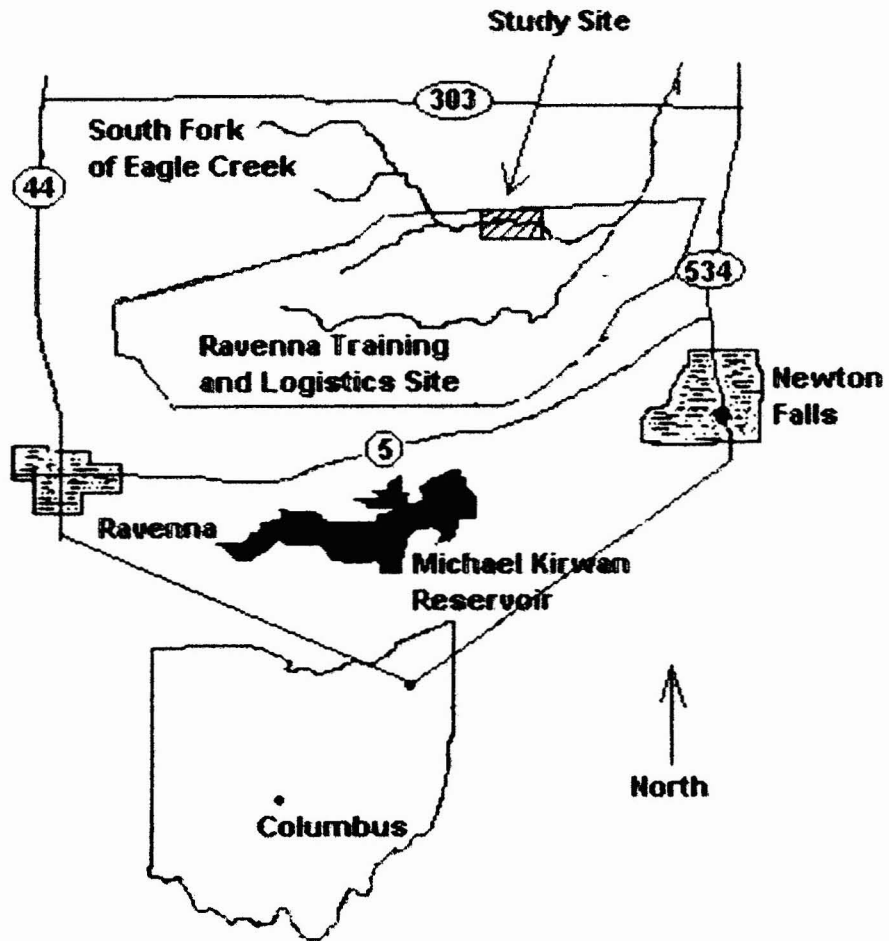 Study Site
303
South Fork
of Eagle Creek
44
534
Ravenna Training
and Logistics Site
Newton
Falls
5
Ravenna
Michael Kirwan
Reservoir
North
Columbus